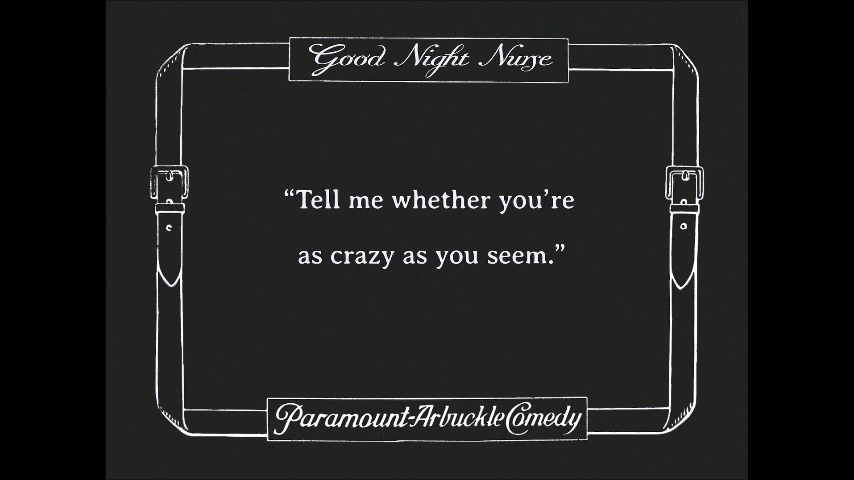 Good Night Nurse
“Tell me whether you’re
as crazy as you seem.”
Paramount-Arbuckle Comedy